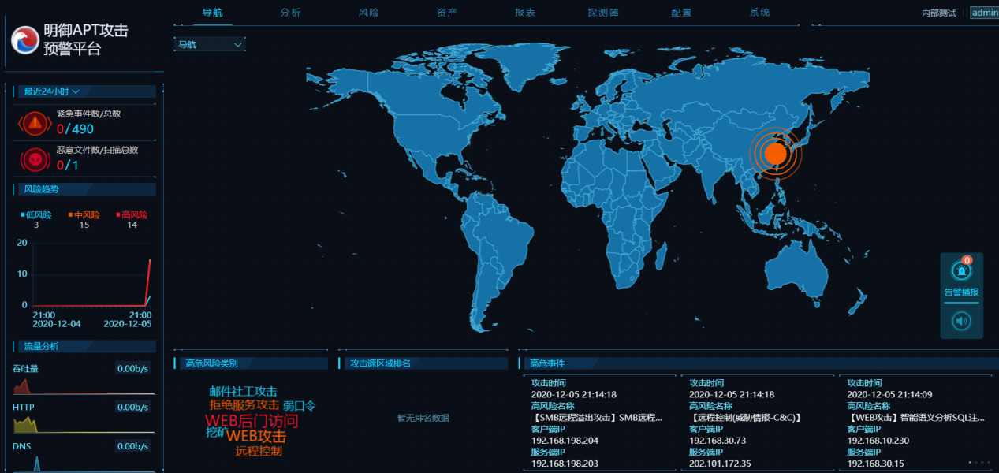 导航 分析 风险 资产 报表 探测器 配置 系统
内部测试 admin
明御APT攻击
预警平台
导航
最近24小时
紧急事件数/总数
0/490
恶意文件数/扫描总数
0/1
风险趋势
低风险 中风险 高风险
3 15 14
20
10
0
21:00 21:00
2020-12-04 2020-12-05
流量分析
吞吐量 0.00b/s
HTTP 0.00b/s
DNS 0.00b/s
0
告警播报
高危风险类别
邮件社工攻击
拒绝服务攻击 弱口令
WEB后门访问
挖矿 WEB攻击
远程控制
攻击源区域排名
暂无排名数据
高危事件
攻击时间
2020-12-05 21:14:18
高风险名称
【SMB远程溢出攻击】SMB远程...
客户端IP
192.168.198.204
服务端IP
192.168.198.203
攻击时间
2020-12-05 21:14:18
高风险名称
【远程控制(威胁情报-C&C)】
客户端IP
192.168.30.73
服务端IP
202.101.172.35
攻击时间
2020-12-05 21:14:09
高风险名称
【WEB攻击】智能语义分析SQL注...
客户端IP
192.168.10.230
服务端IP
192.168.30.15